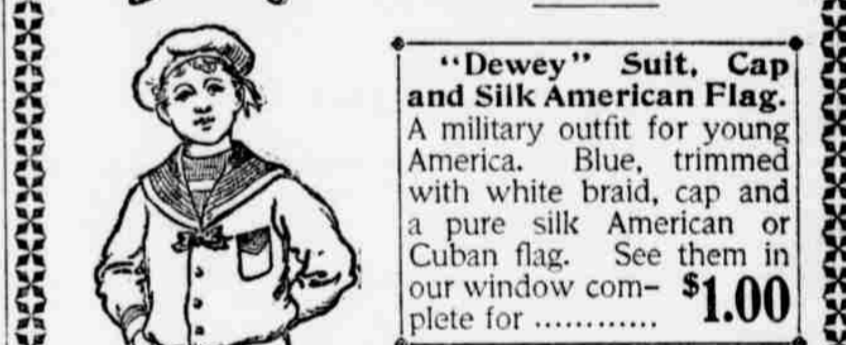 "Dewey" Suit, Cap
and Silk American Flag.
A military outfit for young
America. Blue, trimmed
with white braid, cap and
a pure silk American or
Cuban flag. See them in
our window com-
plete for ............ $1.00